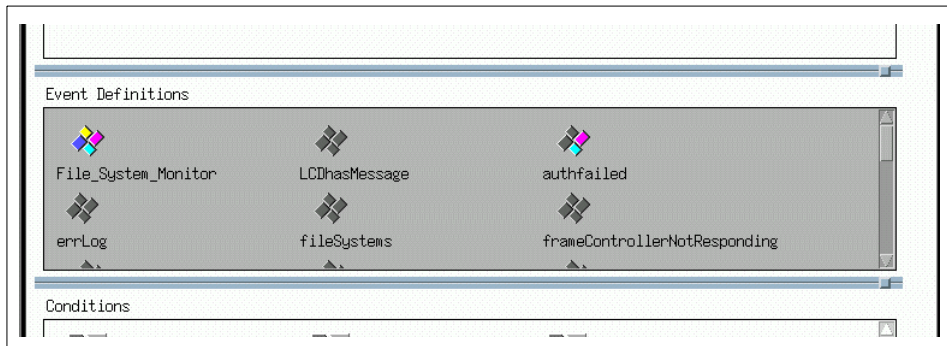 Event Definitions
File_System_Monitor LCDhasMessage authfailed
errLog fileSystems frameControllerNotResponding
Conditions